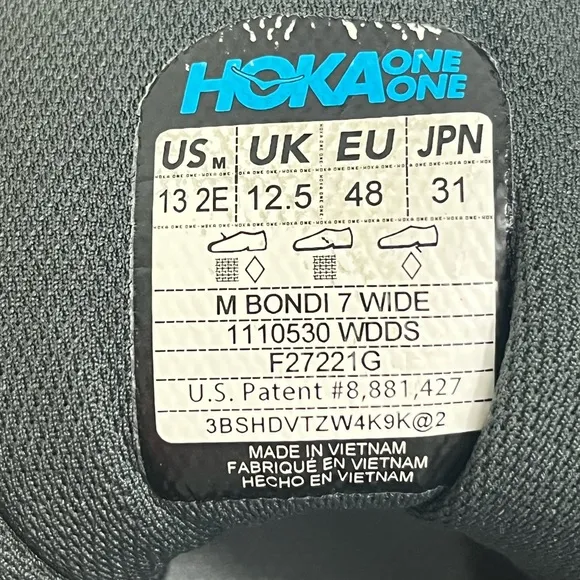 HOKA ONE ONE
US M UK EU JPN
13 2E 12.5 48 31
M BONDI 7 WIDE
1110530 WDDS
F27221G
U.S. Patent #8,881,427
3BSHDVTZW4K9K@2
MADE IN VIETNAM
FABRIQUÉ EN VIETNAM
HECHO EN VIETNAM